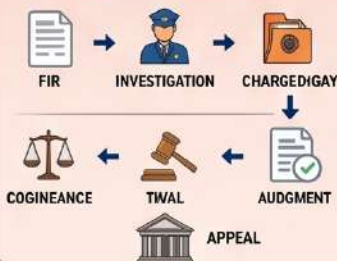 FIR INVESTIGATION CHARGEDIGAY
COGINEANCE TWAL AUDGMENT
APPEAL